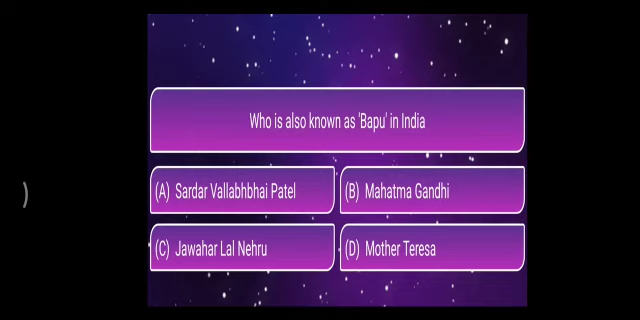 Who is also known as 'Bapu' in India
(A) Sardar Vallabhbhai Patel
(B) Mahatma Gandhi
(C) Jawahar Lal Nehru
(D) Mother Teresa